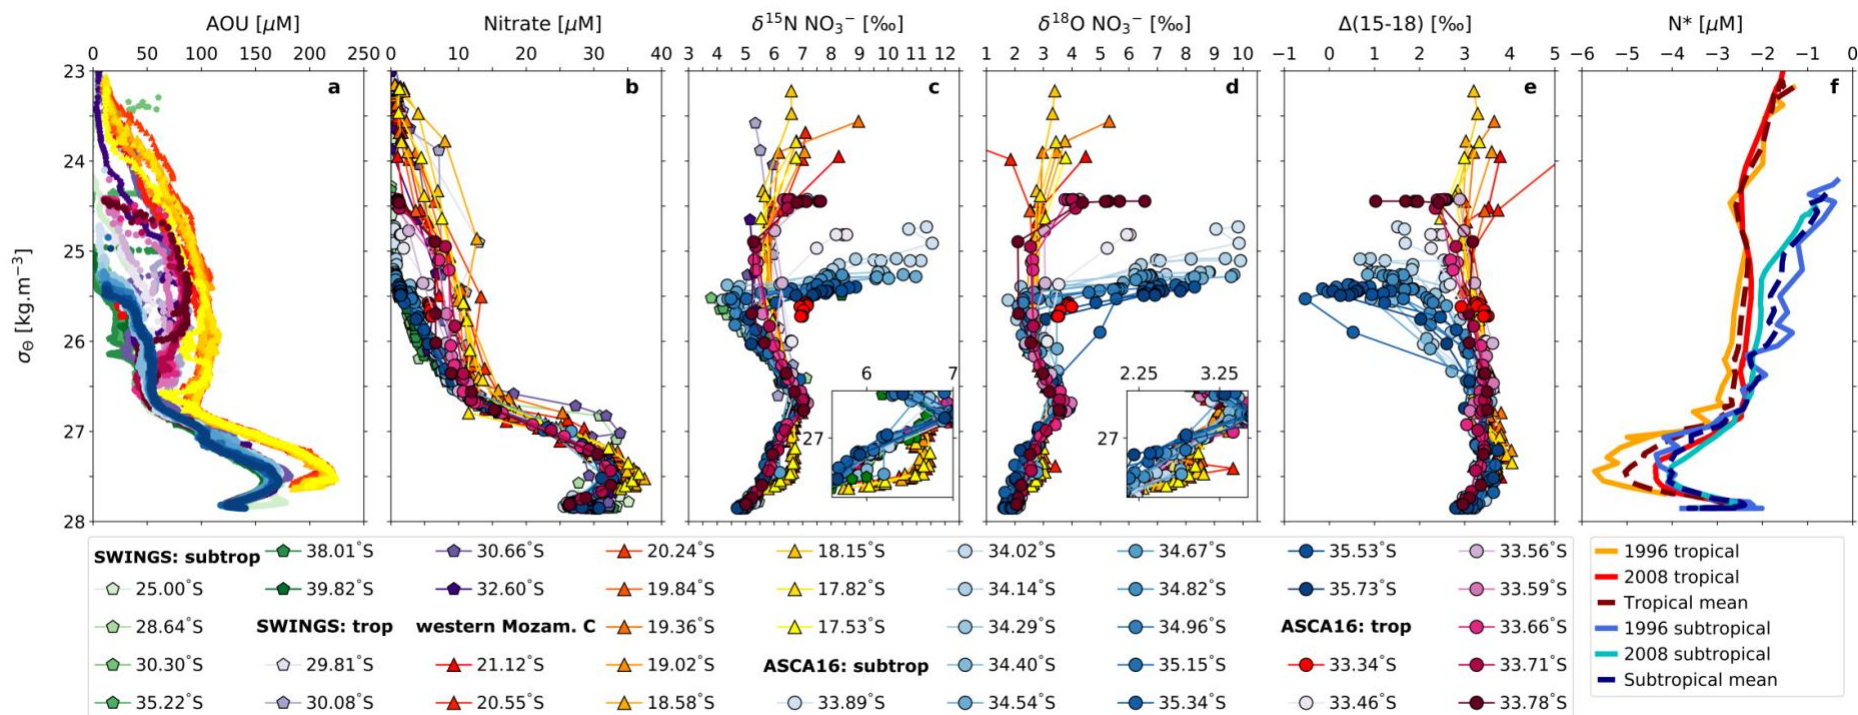 AOU [μM]
Nitrate [μM]
δ¹⁵N NO₃⁻ [‰]
δ¹⁸O NO₃⁻ [‰]
Δ(15-18) [‰]
N* [μM]
0 50 100 150 200 250
0 10 20 30 40
3 4 5 6 7 8 9 10 11 12
1 2 3 4 5 6 7 8 9 10
−1 0 1 2 3 4 5
−6 −5 −4 −3 −2 −1 0
a b c d e f
σΘ [kg.m⁻³]
23
24
25
26
27
28
6 7
27
2.25 3.25
27
SWINGS: subtrop
25.00°S
28.64°S
30.30°S
35.22°S
38.01°S
39.82°S
SWINGS: trop
29.81°S
30.08°S
30.66°S
32.60°S
western Mozam. C
21.12°S
20.55°S
20.24°S
19.84°S
19.36°S
19.02°S
18.58°S
18.15°S
17.82°S
17.53°S
ASCA16: subtrop
33.89°S
34.02°S
34.14°S
34.29°S
34.40°S
34.54°S
34.67°S
34.82°S
34.96°S
35.15°S
35.34°S
35.53°S
35.73°S
ASCA16: trop
33.34°S
33.46°S
33.56°S
33.59°S
33.66°S
33.71°S
33.78°S
1996 tropical
2008 tropical
Tropical mean
1996 subtropical
2008 subtropical
Subtropical mean